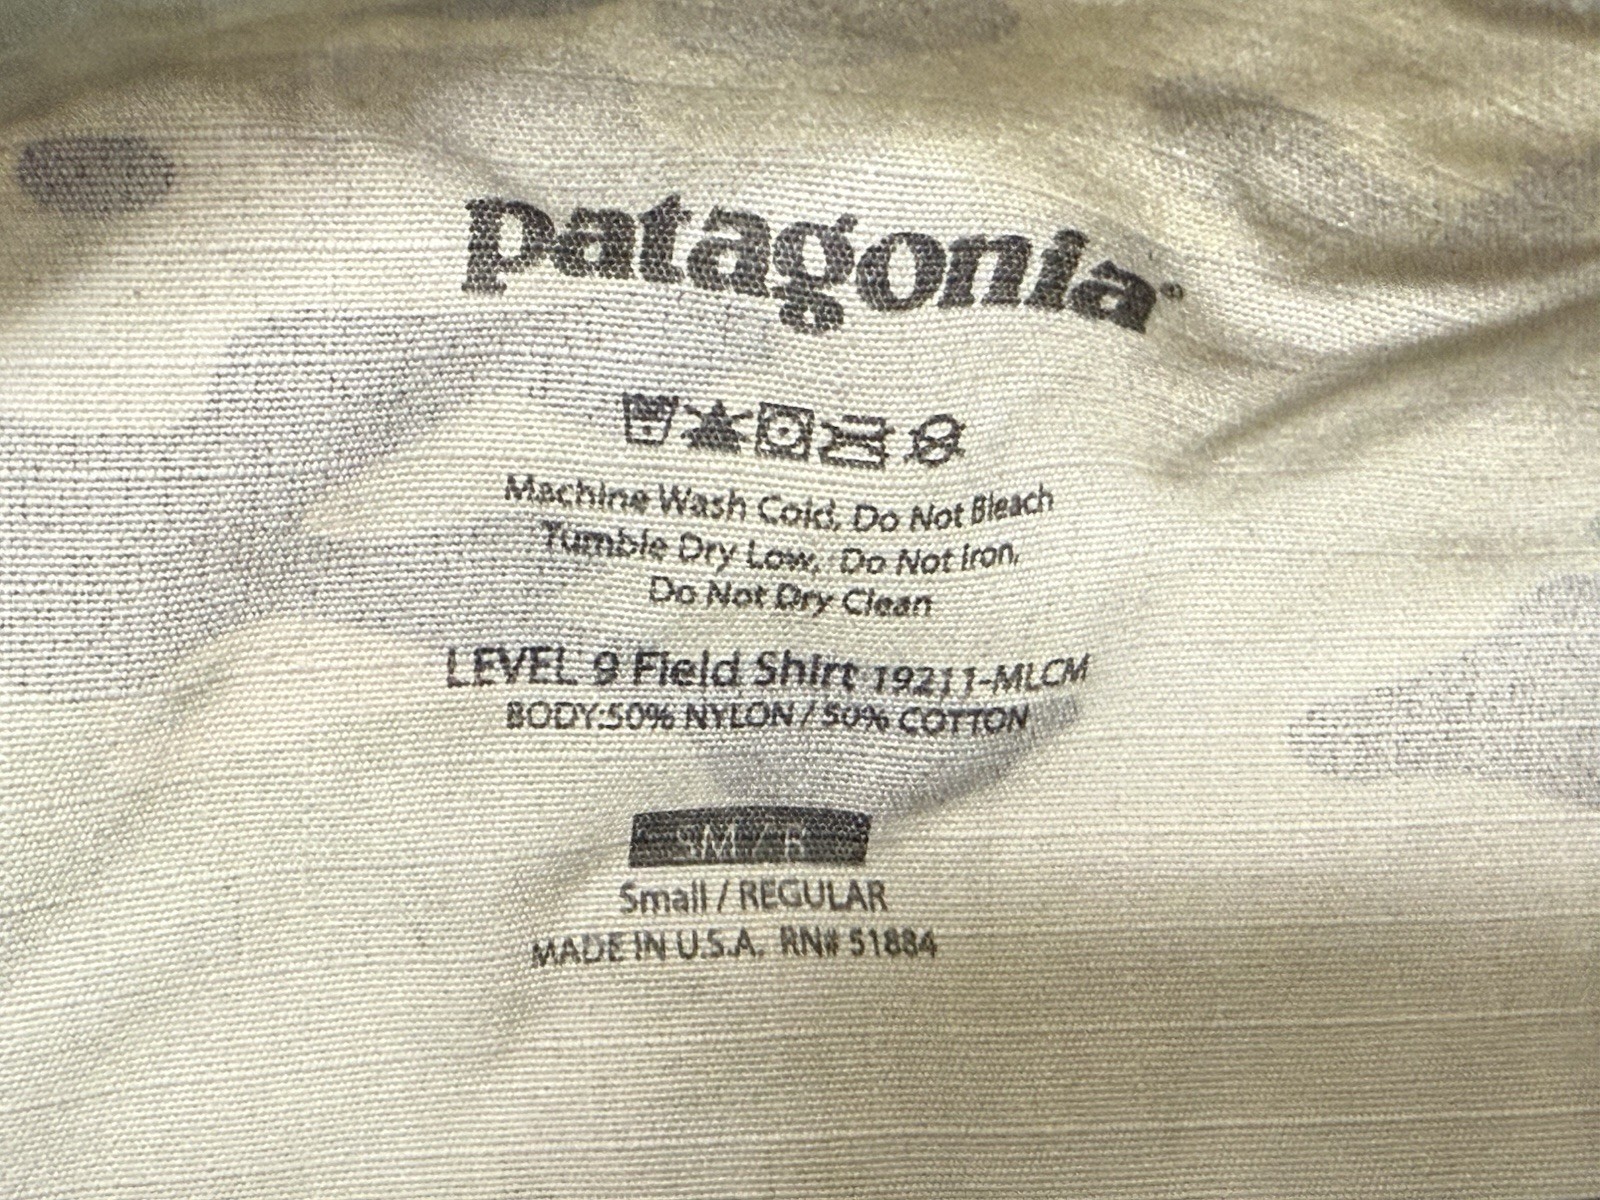 patagonia®
Machine Wash Cold, Do Not Bleach
Tumble Dry Low, Do Not Iron,
Do Not Dry Clean
LEVEL 9 Field Shirt 19211-MLCM
BODY:50% NYLON / 50% COTTON
SM / R
Small / REGULAR
MADE IN U.S.A. RN# 51884